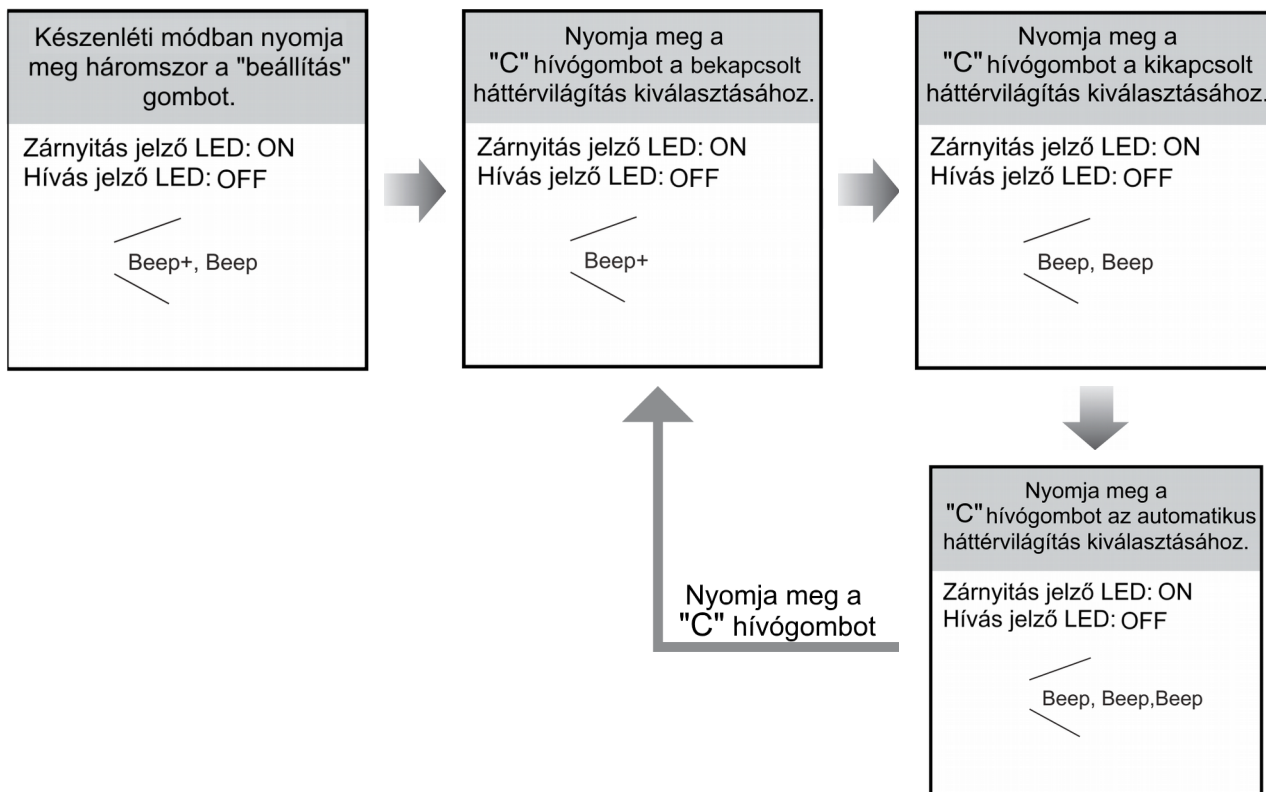 Készenléti módban nyomja
meg háromszor a "beállítás"
gombot.
Zárnyitás jelző LED: ON
Hívás jelző LED: OFF
Beep+, Beep
Nyomja meg a
"C" hívógombot a bekapcsolt
háttérvilágítás kiválasztásához.
Zárnyitás jelző LED: ON
Hívás jelző LED: OFF
Beep+
Nyomja meg a
"C" hívógombot a kikapcsolt
háttérvilágítás kiválasztásához.
Zárnyitás jelző LED: ON
Hívás jelző LED: OFF
Beep, Beep
Nyomja meg a
"C" hívógombot az automatikus
háttérvilágítás kiválasztásához.
Zárnyitás jelző LED: ON
Hívás jelző LED: OFF
Beep, Beep,Beep
Nyomja meg a
"C" hívógombot